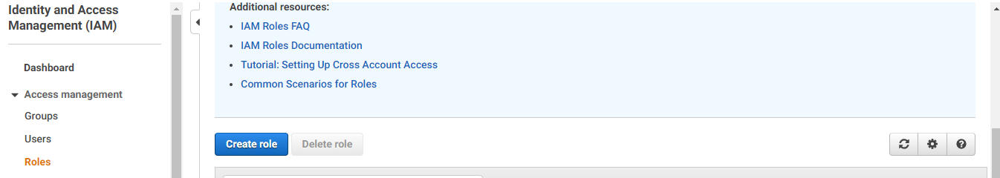 Identity and Access
Management (IAM)
Dashboard
Access management
Groups
Users
Roles
Additional resources:
IAM Roles FAQ
IAM Roles Documentation
Tutorial: Setting Up Cross Account Access
Common Scenarios for Roles
Create role
Delete role